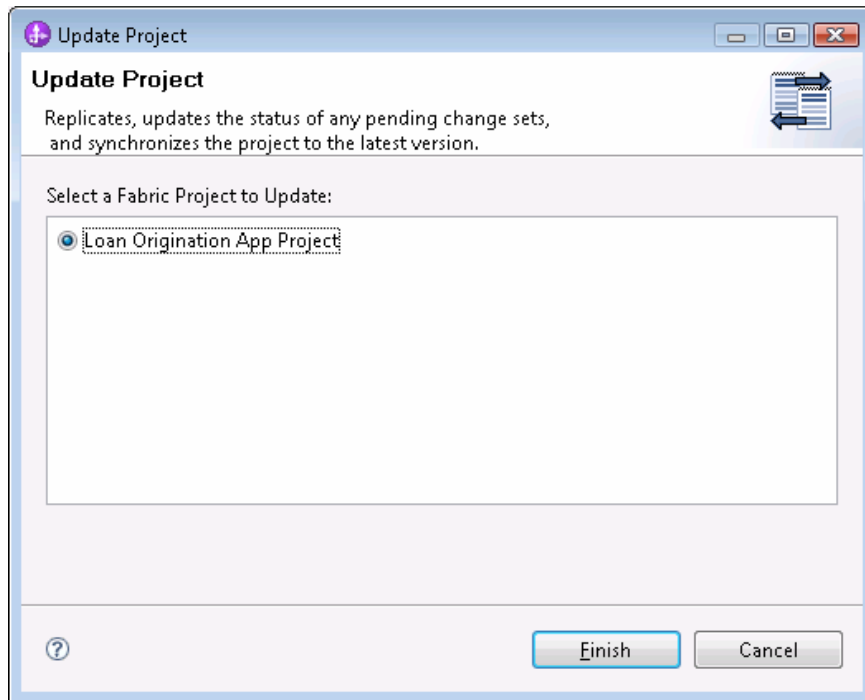 Update Project
Update Project
Replicates, updates the status of any pending change sets,
and synchronizes the project to the latest version.
Select a Fabric Project to Update:
Loan Origination App Project
? Finish Cancel